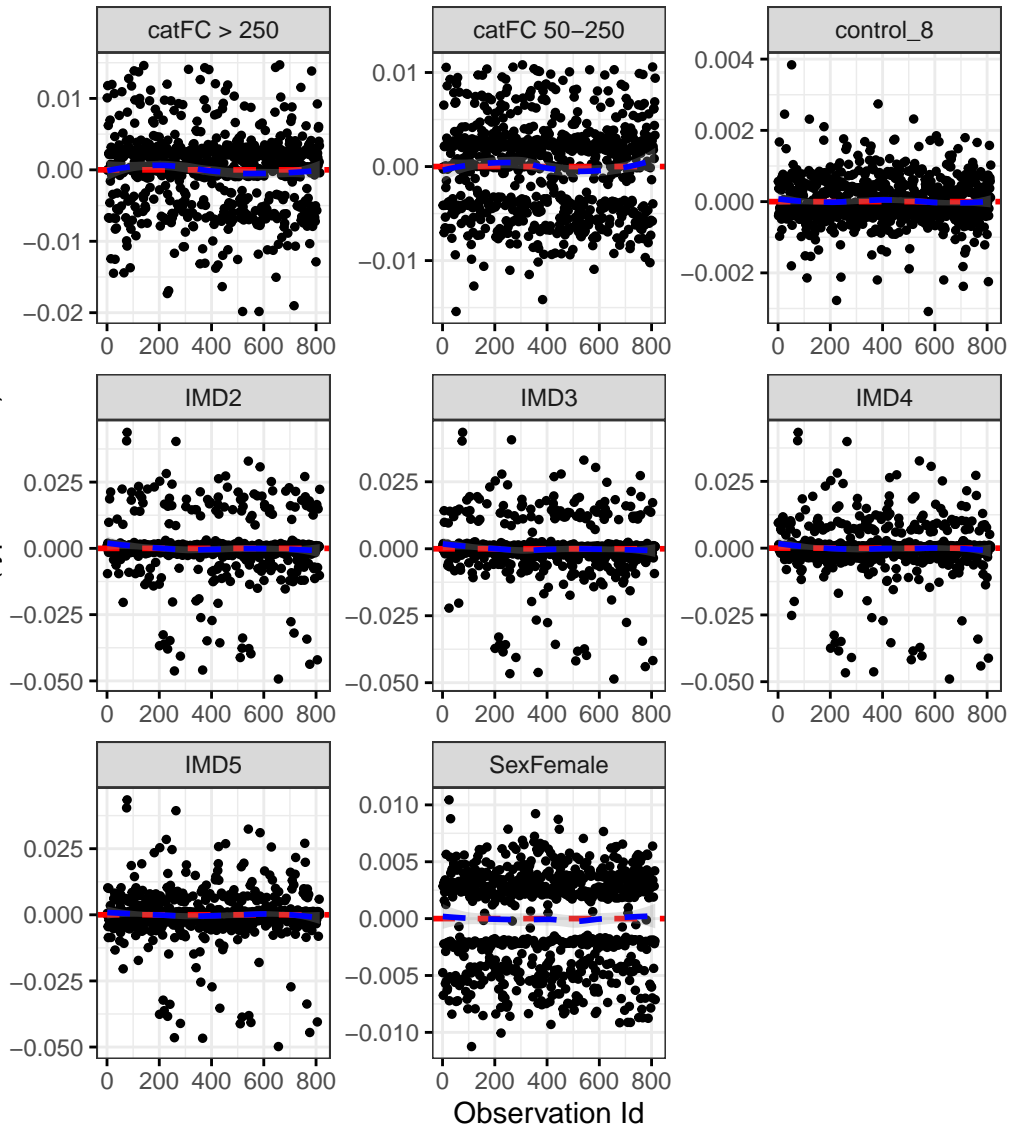 catFC > 250 catFC 50−250 control_8
0.01 0.01 0.004
0.00 0.00 0.002
−0.01 −0.01 0.000
−0.02 −0.002
0 200 400 600 800 0 200 400 600 800 0 200 400 600 800
IMD2 IMD3 IMD4
0.025 0.025 0.025
0.000 0.000 0.000
−0.025 −0.025 −0.025
−0.050 −0.050 −0.050
0 200 400 600 800 0 200 400 600 800 0 200 400 600 800
IMD5 SexFemale
0.025 0.010
0.000 0.005
−0.025 0.000
−0.050 −0.005
−0.010
0 200 400 600 800 0 200 400 600 800
Observation Id